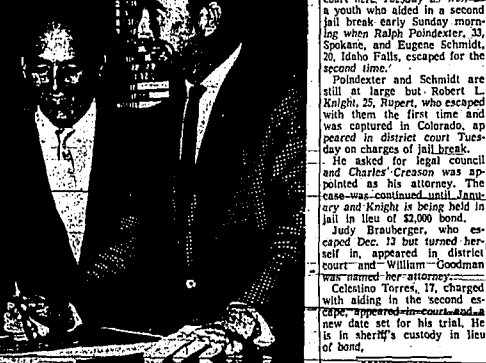 a youth who aided in a second
jail break early Sunday morn-
ing when Ralph Poindexter, 33,
Spokane, and Eugene Schmidt,
20, Idaho Falls, escaped for the
second time.
Poindexter and Schmidt are
still at large but Robert L.
Knight, 25, Rupert, who escaped
with them the first time and
was captured in Colorado, ap
peared in district court Tues-
day on charges of jail break.
He asked for legal council
and Charles Creason was ap-
pointed as his attorney. The
case was continued until Janu-
ary and Knight is being held in
jail in lieu of $2,000 bond.
Judy Brauberger, who es-
caped Dec. 13 but turned her-
self in, appeared in district
court and William Goodman
was named her attorney.
Celestino Torres, 17, charged
with aiding in the second es-
cape, appeared in court and a
new date set for his trial. He
is in sheriff's custody in lieu
of bond.